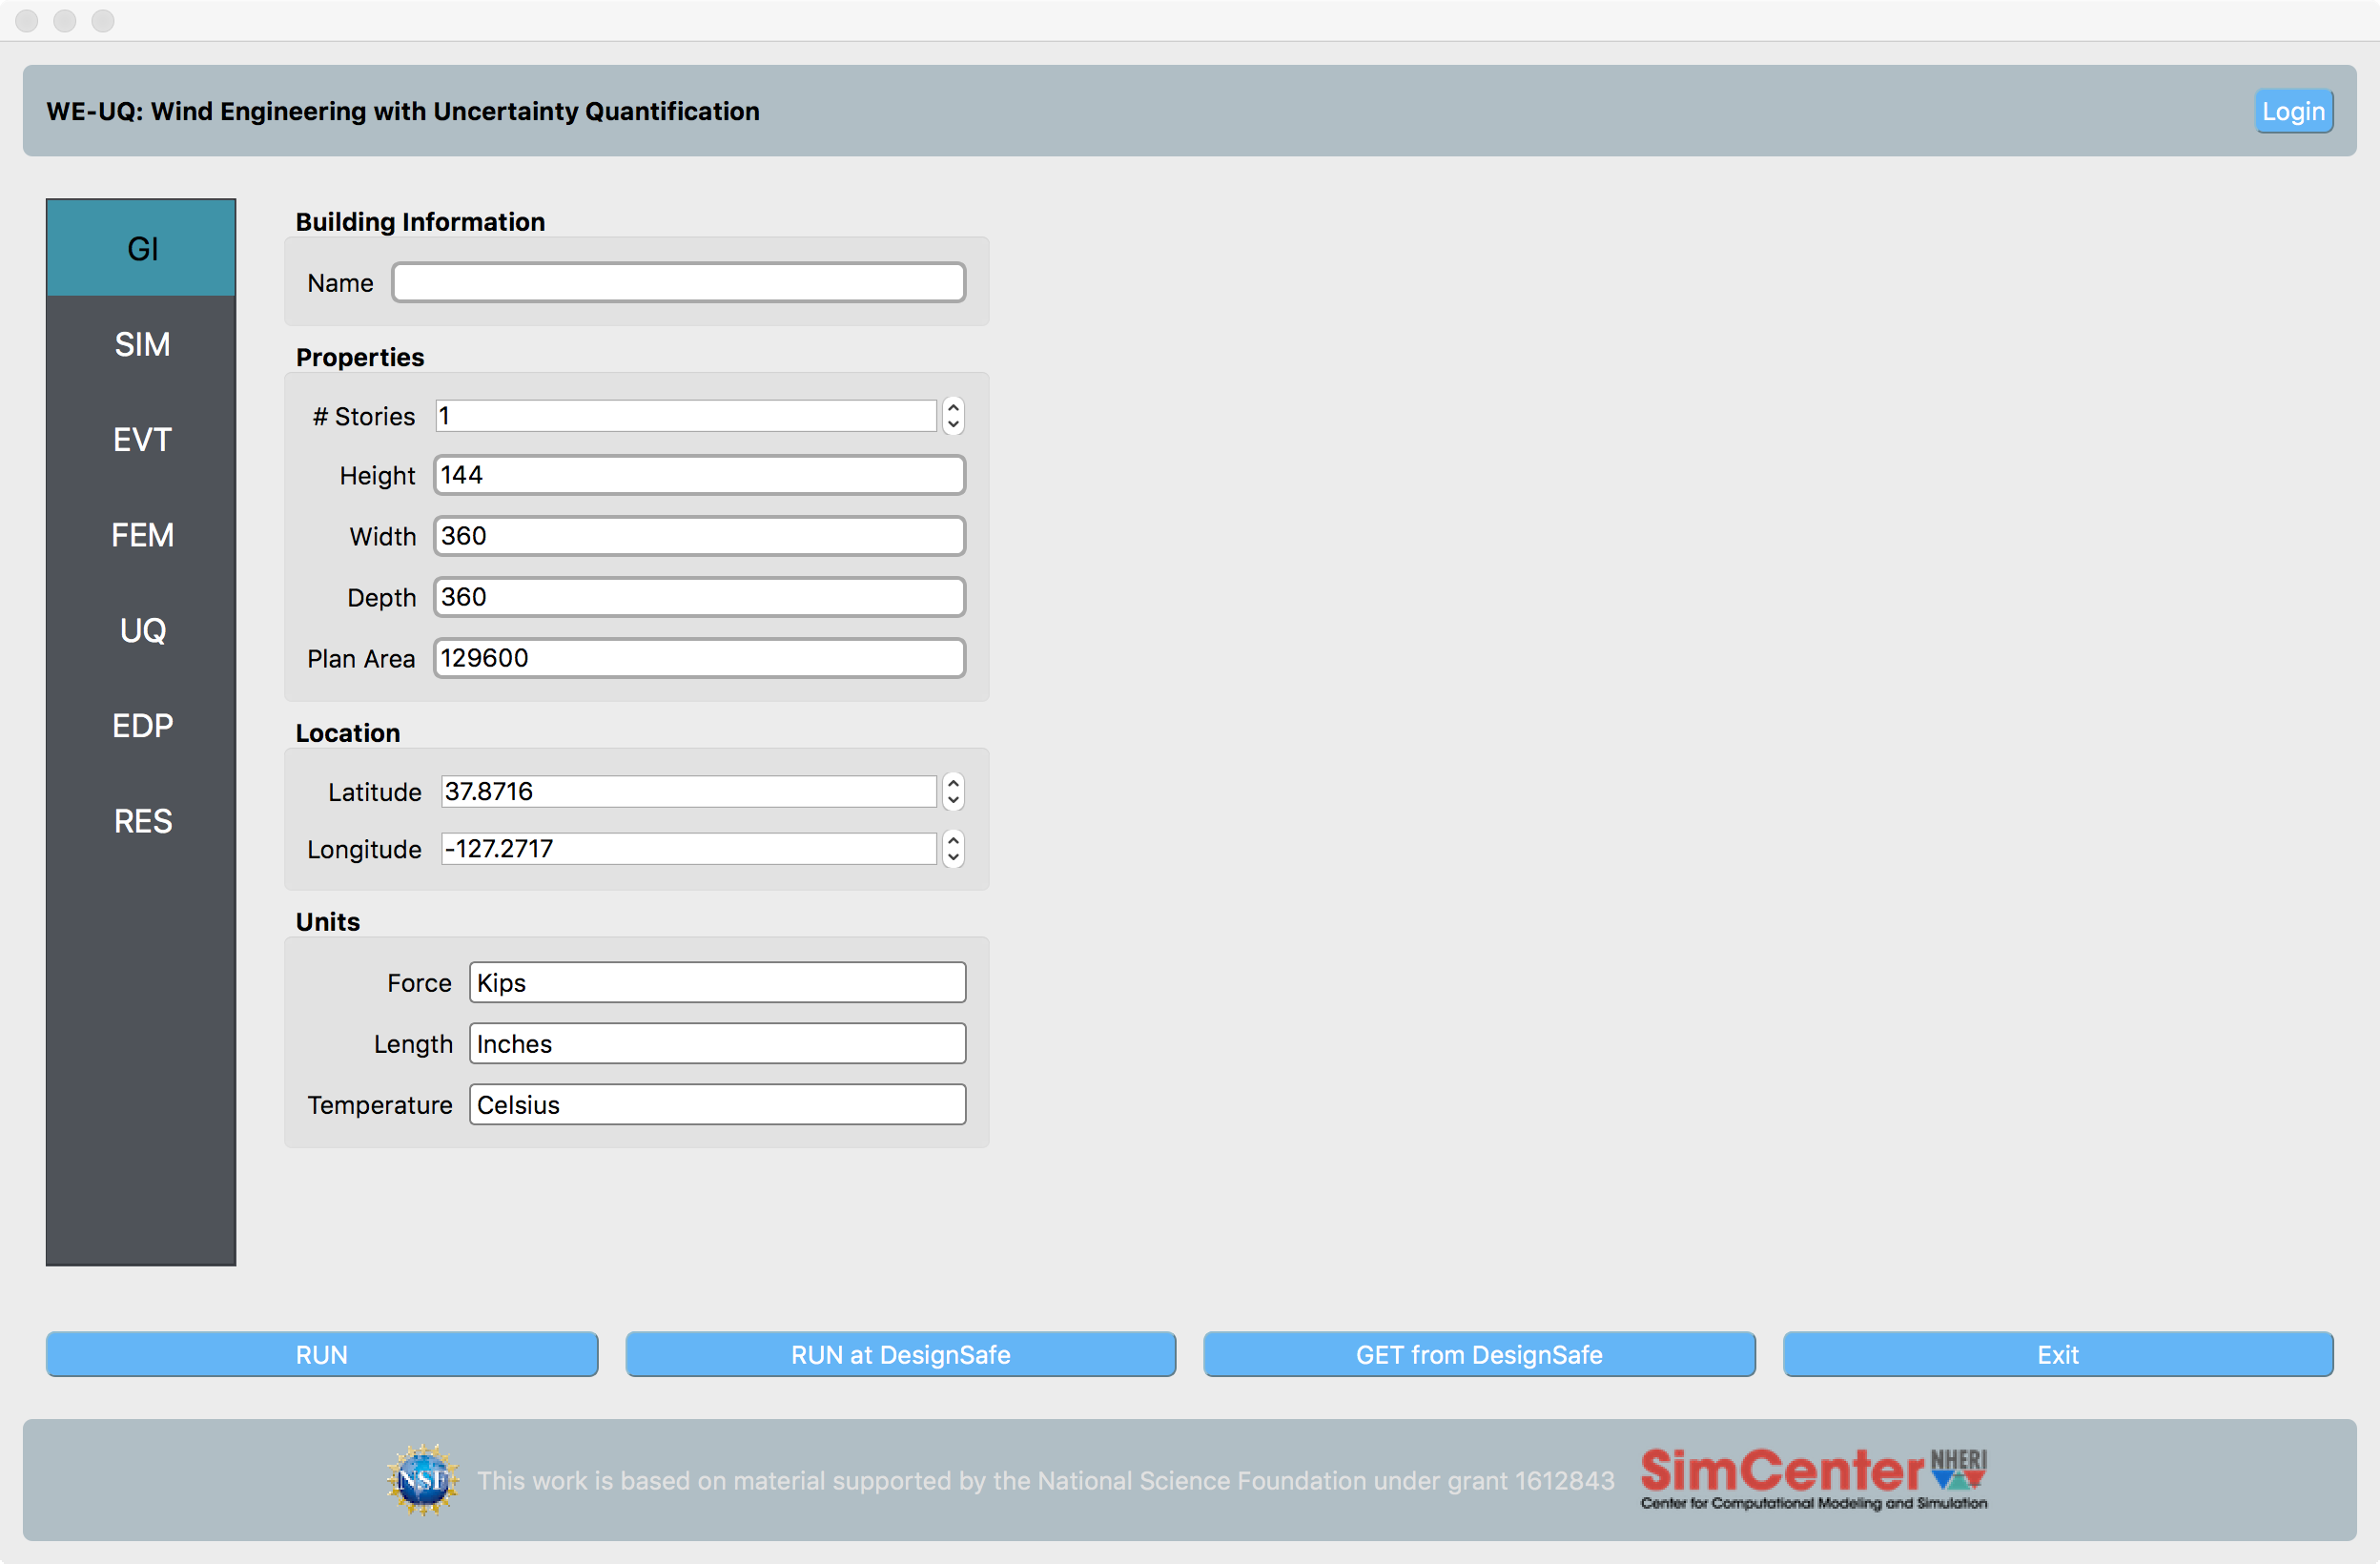 WE-UQ: Wind Engineering with Uncertainty Quantification
Login
GI
SIM
EVT
FEM
UQ
EDP
RES
Building Information
Name
Properties
# Stories 1
Height 144
Width 360
Depth 360
Plan Area 129600
Location
Latitude 37.8716
Longitude -127.2717
Units
Force Kips
Length Inches
Temperature Celsius
RUN
RUN at DesignSafe
GET from DesignSafe
Exit
NSF
This work is based on material supported by the National Science Foundation under grant 1612843
SimCenter NHERI
Center for Computational Modeling and Simulation